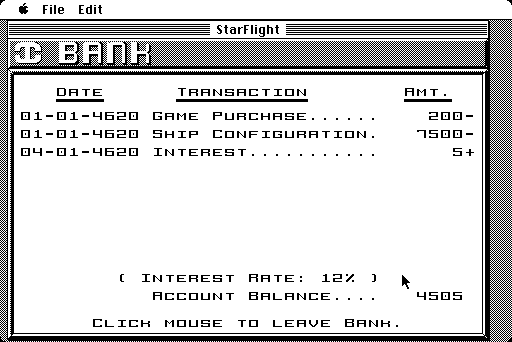 File Edit
StarFlight
BANK
DATE TRANSACTION AMT.
01-01-4620 GAME PURCHASE...... 200-
01-01-4620 SHIP CONFIGURATION. 7500-
04-01-4620 INTEREST........... 5+
( INTEREST RATE: 12% )
ACCOUNT BALANCE.... 4505
CLICK MOUSE TO LEAVE BANK.